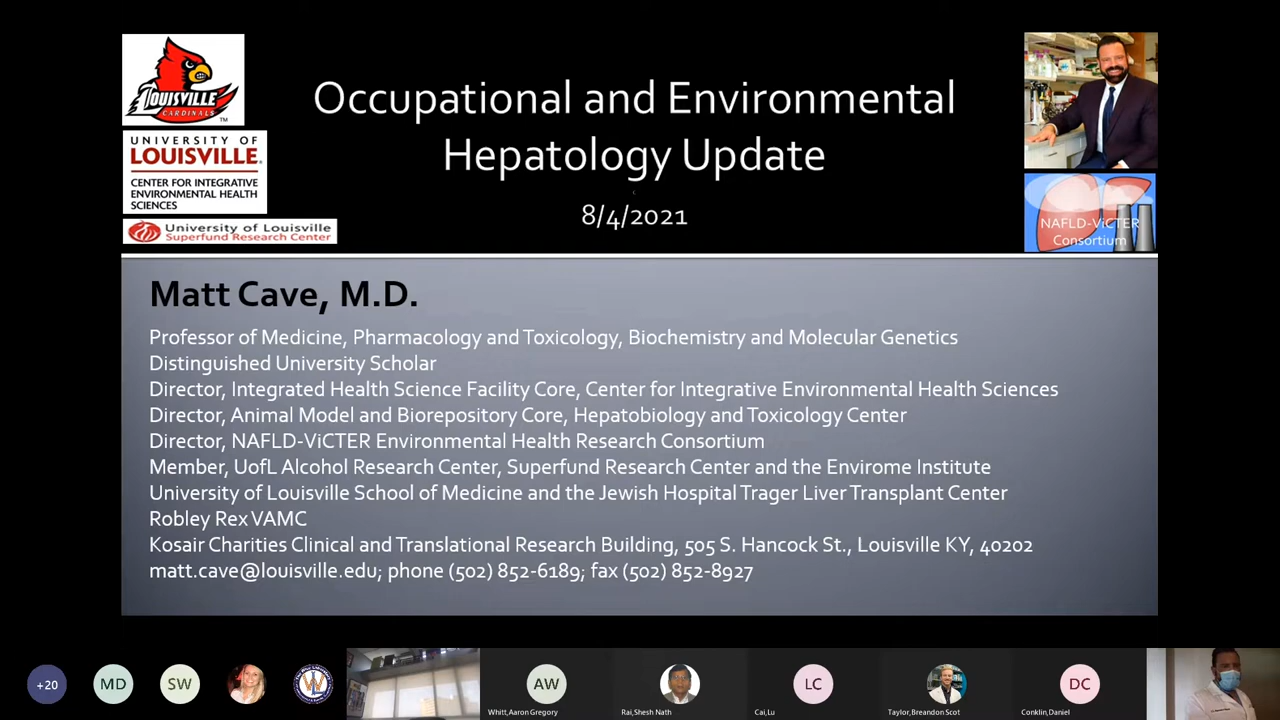 LOUISVILLE
CARDINALS
TM
UNIVERSITY OF
LOUISVILLE.
CENTER FOR INTEGRATIVE
ENVIRONMENTAL HEALTH
SCIENCES
University of Louisville
Superfund Research Center
Occupational and Environmental
Hepatology Update
8/4/2021
NAFLD-ViCTER
Consortium
Matt Cave, M.D.
Professor of Medicine, Pharmacology and Toxicology, Biochemistry and Molecular Genetics
Distinguished University Scholar
Director, Integrated Health Science Facility Core, Center for Integrative Environmental Health Sciences
Director, Animal Model and Biorepository Core, Hepatobiology and Toxicology Center
Director, NAFLD-ViCTER Environmental Health Research Consortium
Member, UofL Alcohol Research Center, Superfund Research Center and the Envirome Institute
University of Louisville School of Medicine and the Jewish Hospital Trager Liver Transplant Center
Robley Rex VAMC
Kosair Charities Clinical and Translational Research Building, 505 S. Hancock St., Louisville KY, 40202
matt.cave@louisville.edu; phone (502) 852-6189; fax (502) 852-8927
+20
MD
SW
AW
LC
DC
Whitt,Aaron Gregory
Rai,Shesh Nath
Cai,Lu
Taylor,Breandon Scot
Conklin,Daniel